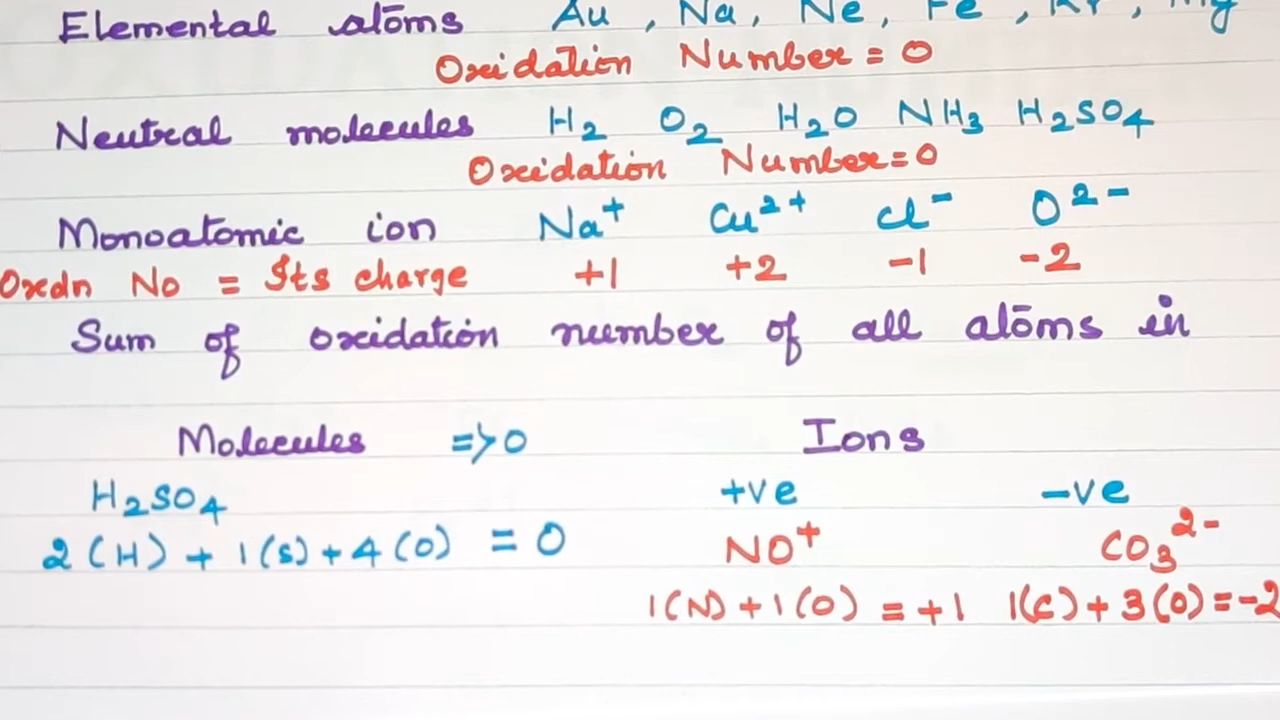 Elemental atoms Au, Na, Ne, Fe, Kr, Mg
Oxidation Number = 0
Neutral molecules H₂ O₂ H₂O NH₃ H₂SO₄
Oxidation Number = 0
Monoatomic ion Na⁺ Cu²⁺ Cl⁻ O²⁻
Oxdn No = Its charge +1 +2 -1 -2
Sum of oxidation number of all atoms in
Molecules => 0 Ions
H₂SO₄ +ve -ve
2(H) + 1(S) + 4(O) = 0 NO⁺ CO₃²⁻
1(N) + 1(O) = +1 1(C) + 3(O) = -2